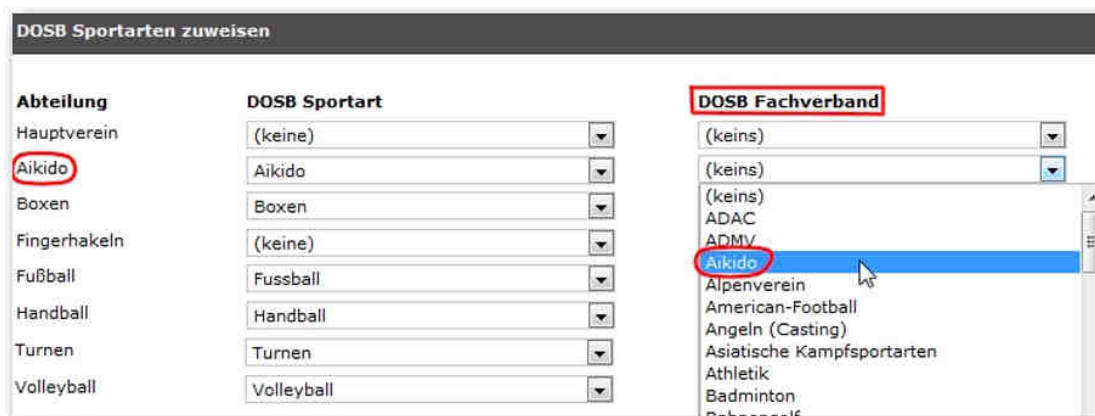 DOSB Sportarten zuweisen
Abteilung DOSB Sportart DOSB Fachverband
Hauptverein (keine) (keins)
Aikido Aikido (keins)
Boxen Boxen
Fingerhakeln (keine)
Fußball Fussball
Handball Handball
Turnen Turnen
Volleyball Volleyball
(keins)
ADAC
ADMV
Aikido
Alpenverein
American-Football
Angeln (Casting)
Asiatische Kampfsportarten
Athletik
Badminton